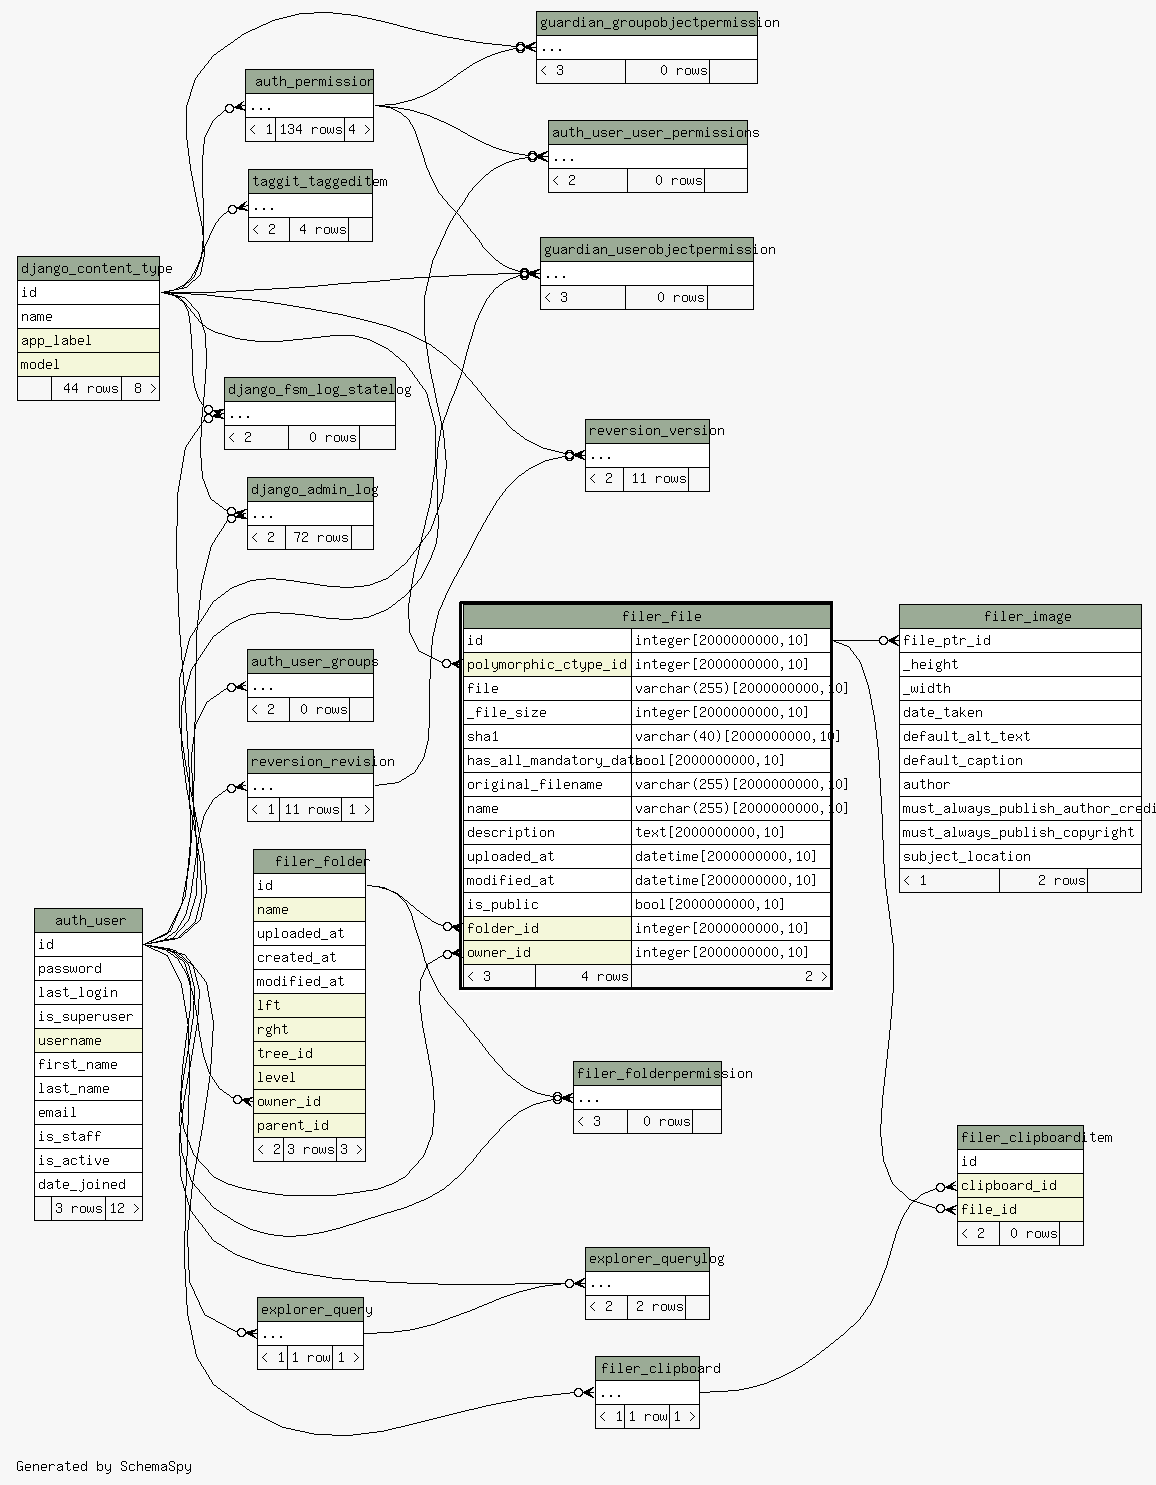 guardian_groupobjectpermission
...
< 3 0 rows
auth_permission
...
< 1 134 rows 4 >
auth_user_user_permissions
...
< 2 0 rows
taggit_taggeditem
...
< 2 4 rows
guardian_userobjectpermission
...
< 3 0 rows
django_content_type
id
name
app_label
model
44 rows 8 >
django_fsm_log_statelog
...
< 2 0 rows
reversion_version
...
< 2 11 rows
django_admin_log
...
< 2 72 rows
filer_file
id integer[2000000000,10]
polymorphic_ctype_id integer[2000000000,10]
file varchar(255)[2000000000,10]
_file_size integer[2000000000,10]
sha1 varchar(40)[2000000000,10]
has_all_mandatory_data bool[2000000000,10]
original_filename varchar(255)[2000000000,10]
name varchar(255)[2000000000,10]
description text[2000000000,10]
uploaded_at datetime[2000000000,10]
modified_at datetime[2000000000,10]
is_public bool[2000000000,10]
folder_id integer[2000000000,10]
owner_id integer[2000000000,10]
< 3 4 rows 2 >
filer_image
file_ptr_id
_height
_width
date_taken
default_alt_text
default_caption
author
must_always_publish_author_credi
must_always_publish_copyright
subject_location
< 1 2 rows
auth_user_groups
...
< 2 0 rows
reversion_revision
...
< 1 11 rows 1 >
filer_folder
id
name
uploaded_at
created_at
modified_at
lft
rght
tree_id
level
owner_id
parent_id
< 2 3 rows 3 >
auth_user
id
password
last_login
is_superuser
username
first_name
last_name
email
is_staff
is_active
date_joined
3 rows 12 >
filer_folderpermission
...
< 3 0 rows
filer_clipboarditem
id
clipboard_id
file_id
< 2 0 rows
explorer_querylog
...
< 2 2 rows
explorer_query
...
< 1 1 row 1 >
filer_clipboard
...
< 1 1 row 1 >
Generated by SchemaSpy